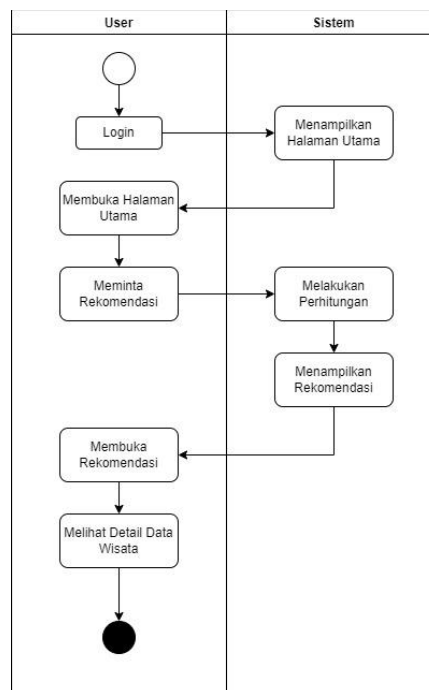 User
Sistem
Login
Menampilkan
Halaman Utama
Membuka Halaman
Utama
Meminta
Rekomendasi
Melakukan
Perhitungan
Menampilkan
Rekomendasi
Membuka
Rekomendasi
Melihat Detail Data
Wisata